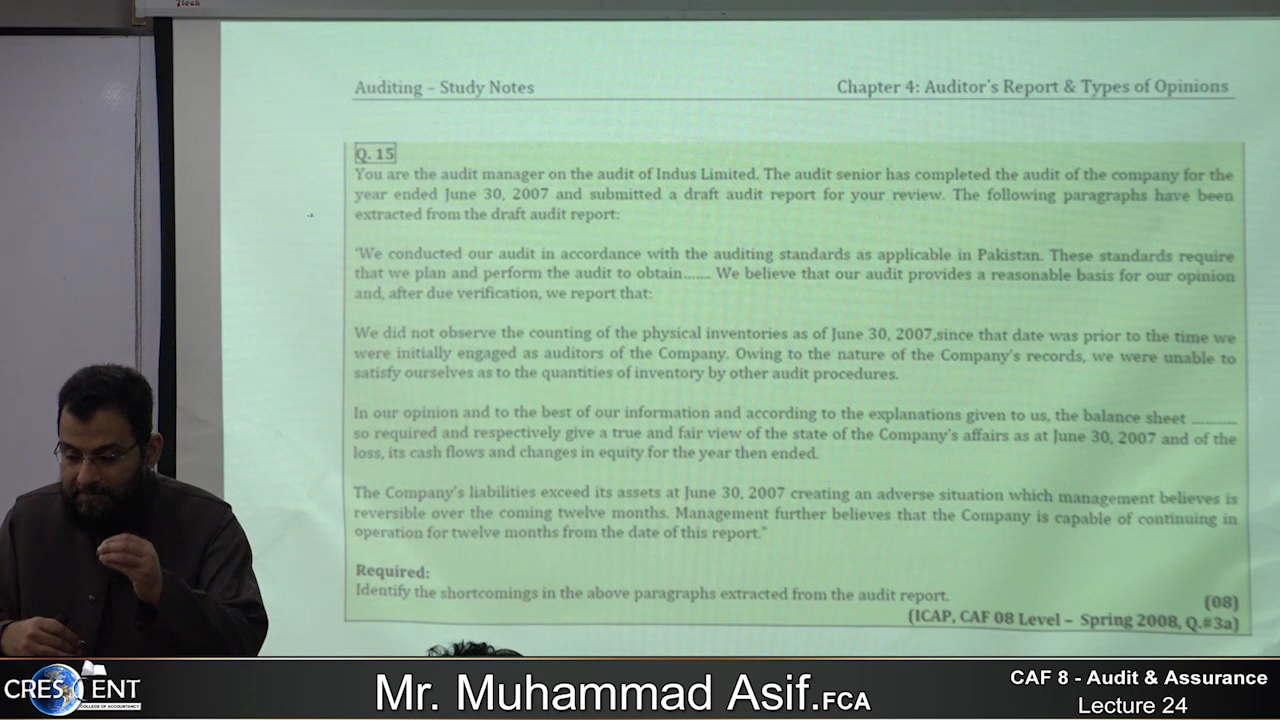 Auditing – Study Notes
Chapter 4: Auditor's Report & Types of Opinions
Q. 15
You are the audit manager on the audit of Indus Limited. The audit senior has completed the audit of the company for the
year ended June 30, 2007 and submitted a draft audit report for your review. The following paragraphs have been
extracted from the draft audit report:
"We conducted our audit in accordance with the auditing standards as applicable in Pakistan. These standards require
that we plan and perform the audit to obtain....... We believe that our audit provides a reasonable basis for our opinion
and, after due verification, we report that:
We did not observe the counting of the physical inventories as of June 30, 2007,since that date was prior to the time we
were initially engaged as auditors of the Company. Owing to the nature of the Company's records, we were unable to
satisfy ourselves as to the quantities of inventory by other audit procedures.
In our opinion and to the best of our information and according to the explanations given to us, the balance sheet ..........
so required and respectively give a true and fair view of the state of the Company's affairs as at June 30, 2007 and of the
loss, its cash flows and changes in equity for the year then ended.
The Company's liabilities exceed its assets at June 30, 2007 creating an adverse situation which management believes is
reversible over the coming twelve months. Management further believes that the Company is capable of continuing in
operation for twelve months from the date of this report."
Required:
Identify the shortcomings in the above paragraphs extracted from the audit report.
(08)
(ICAP, CAF 08 Level – Spring 2008, Q.#3a)
CRESCENT
COLLEGE OF ACCOUNTANCY
Mr. Muhammad Asif.FCA
CAF 8 - Audit & Assurance
Lecture 24